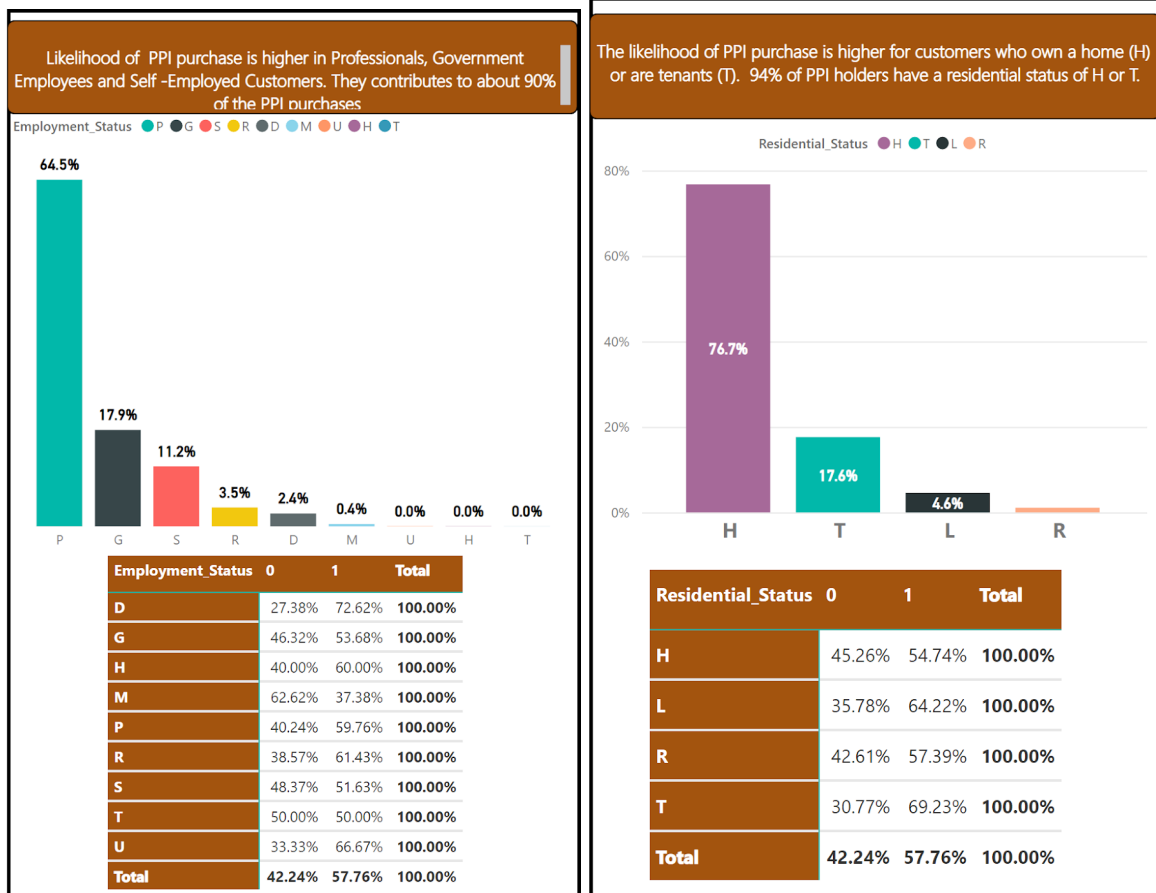 Likelihood of  PPI purchase is higher in Professionals, Government
Employees and Self -Employed Customers. They contributes to about 90%
of the PPI purchases
Employment_Status P G S R D M U H T
64.5%
17.9%
11.2%
3.5%
2.4%
0.4%
0.0%
0.0%
0.0%
P G S R D M U H T
Employment_Status 0 1 Total
D 27.38% 72.62% 100.00%
G 46.32% 53.68% 100.00%
H 40.00% 60.00% 100.00%
M 62.62% 37.38% 100.00%
P 40.24% 59.76% 100.00%
R 38.57% 61.43% 100.00%
S 48.37% 51.63% 100.00%
T 50.00% 50.00% 100.00%
U 33.33% 66.67% 100.00%
Total 42.24% 57.76% 100.00%
The likelihood of PPI purchase is higher for customers who own a home (H)
or are tenants (T).  94% of PPI holders have a residential status of H or T.
Residential_Status H T L R
80%
60%
40%
20%
0%
76.7%
17.6%
4.6%
H T L R
Residential_Status 0 1 Total
H 45.26% 54.74% 100.00%
L 35.78% 64.22% 100.00%
R 42.61% 57.39% 100.00%
T 30.77% 69.23% 100.00%
Total 42.24% 57.76% 100.00%